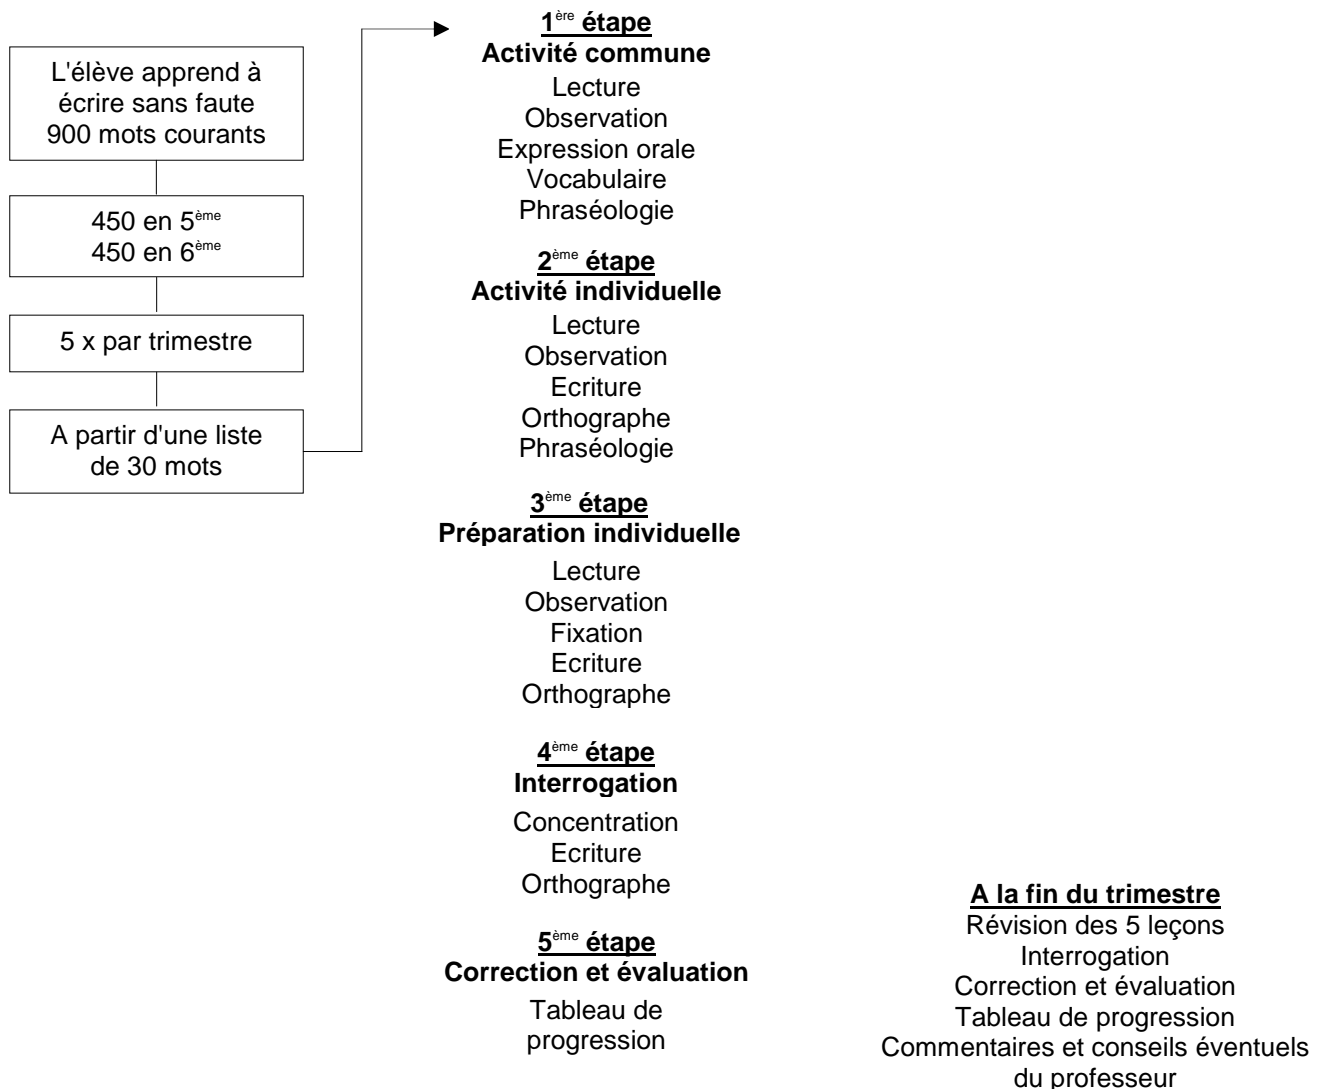 L'élève apprend à
écrire sans faute
900 mots courants
450 en 5ème
450 en 6ème
5 x par trimestre
A partir d'une liste
de 30 mots
1ère étape
Activité commune
Lecture
Observation
Expression orale
Vocabulaire
Phraséologie
2ème étape
Activité individuelle
Lecture
Observation
Ecriture
Orthographe
Phraséologie
3ème étape
Préparation individuelle
Lecture
Observation
Fixation
Ecriture
Orthographe
4ème étape
Interrogation
Concentration
Ecriture
Orthographe
5ème étape
Correction et évaluation
Tableau de
progression
A la fin du trimestre
Révision des 5 leçons
Interrogation
Correction et évaluation
Tableau de progression
Commentaires et conseils éventuels
du professeur